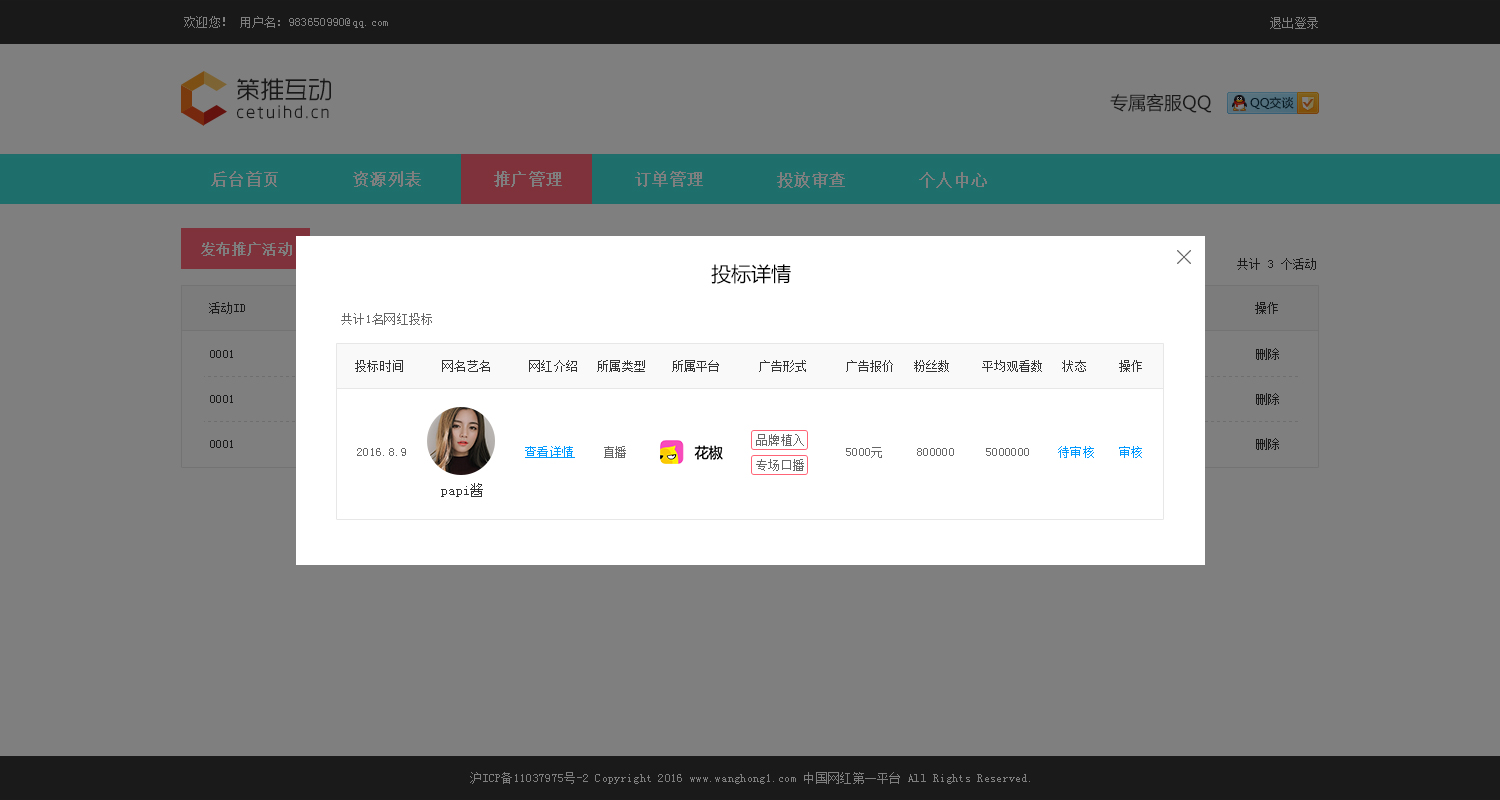 欢迎您！ 用户名：983650990@qq.com 退出登录
策推互动
cetuihd.cn
专属客服QQ QQ交谈
后台首页 资源列表 推广管理 订单管理 投放审查 个人中心
发布推广活动
共计 3 个活动
活动ID 操作
0001 删除
0001 删除
0001 删除
投标详情
共计1名网红投标
投标时间 网名艺名 网红介绍 所属类型 所属平台 广告形式 广告报价 粉丝数 平均观看数 状态 操作
2016.8.9 查看详情 直播 花椒 品牌植入 5000元 800000 5000000 待审核 审核
专场口播
papi酱
沪ICP备11037975号-2 Copyright 2016 www.wanghong1.com 中国网红第一平台 All Rights Reserved.